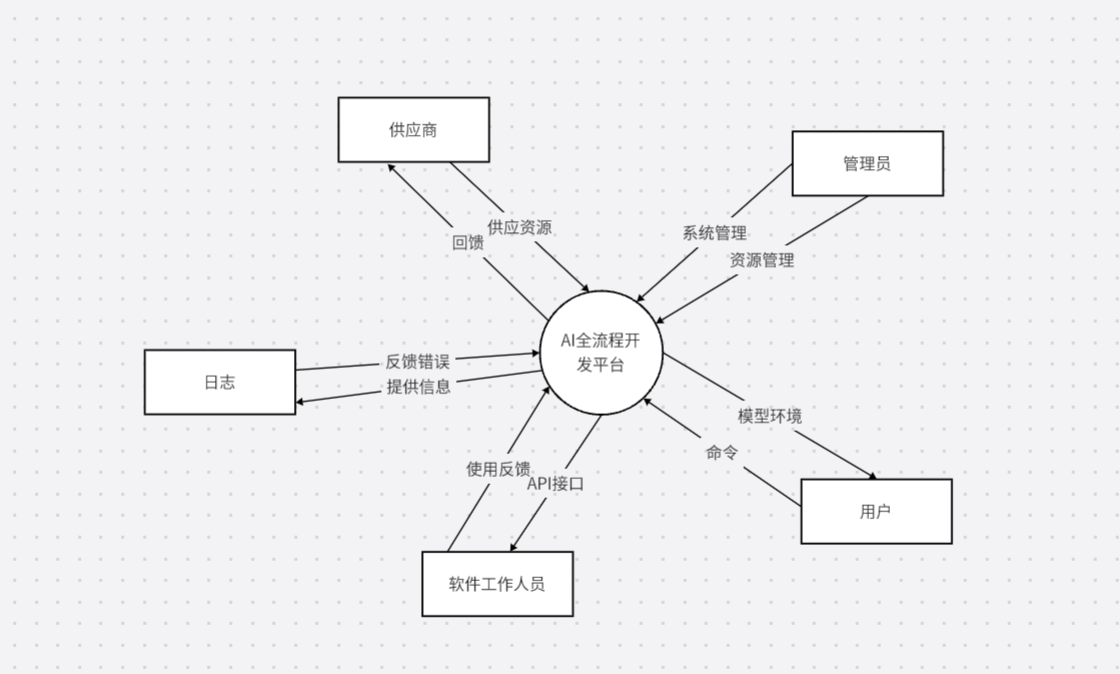 供应商
管理员
供应资源
系统管理
回馈
资源管理
AI全流程开
发平台
反馈错误
日志
提供信息
模型环境
命令
使用反馈
API接口
用户
软件工作人员